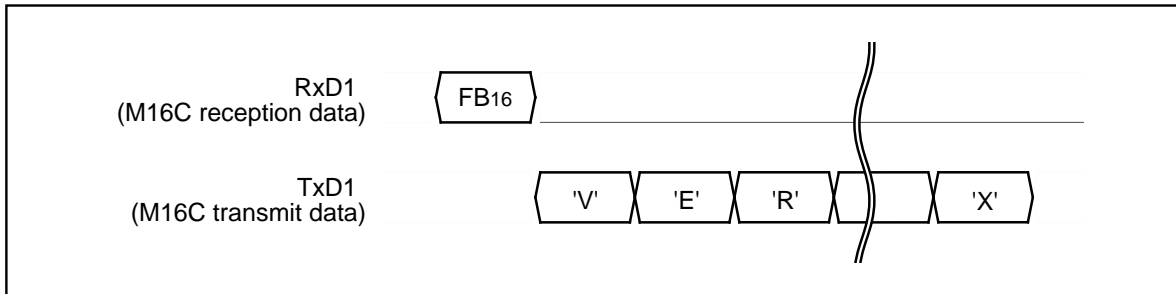 RxD1
(M16C reception data)
FB16
TxD1
(M16C transmit data)
'V' 'E' 'R' 'X'